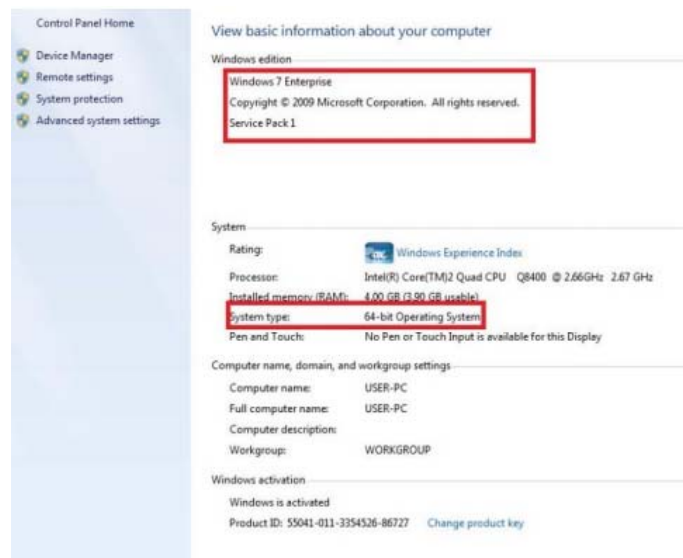 Control Panel Home
Device Manager
Remote settings
System protection
Advanced system settings
View basic information about your computer
Windows edition
Windows 7 Enterprise
Copyright © 2009 Microsoft Corporation. All rights reserved.
Service Pack 1
System
Rating: Windows Experience Index
Processor: Intel(R) Core(TM)2 Quad CPU Q8400 @ 2.66GHz 2.67 GHz
Installed memory (RAM): 4.00 GB (3.90 GB usable)
System type: 64-bit Operating System
Pen and Touch: No Pen or Touch Input is available for this Display
Computer name, domain, and workgroup settings
Computer name: USER-PC
Full computer name: USER-PC
Computer description:
Workgroup: WORKGROUP
Windows activation
Windows is activated
Product ID: 55041-011-3354526-86727 Change product key